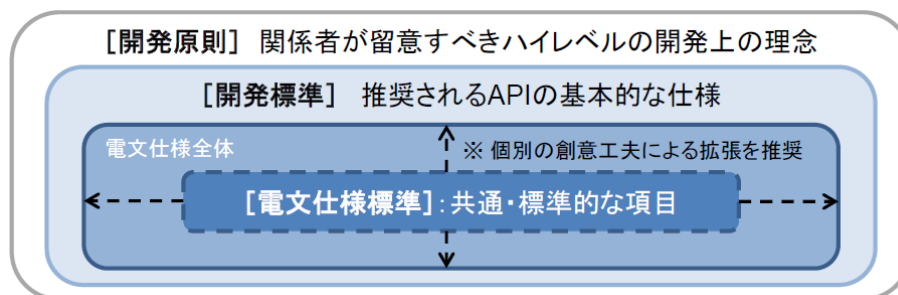 [開発原則] 関係者が留意すべきハイレベルの開発上の理念
[開発標準] 推奨されるAPIの基本的な仕様
電文仕様全体
※ 個別の創意工夫による拡張を推奨
[電文仕様標準]:共通・標準的な項目